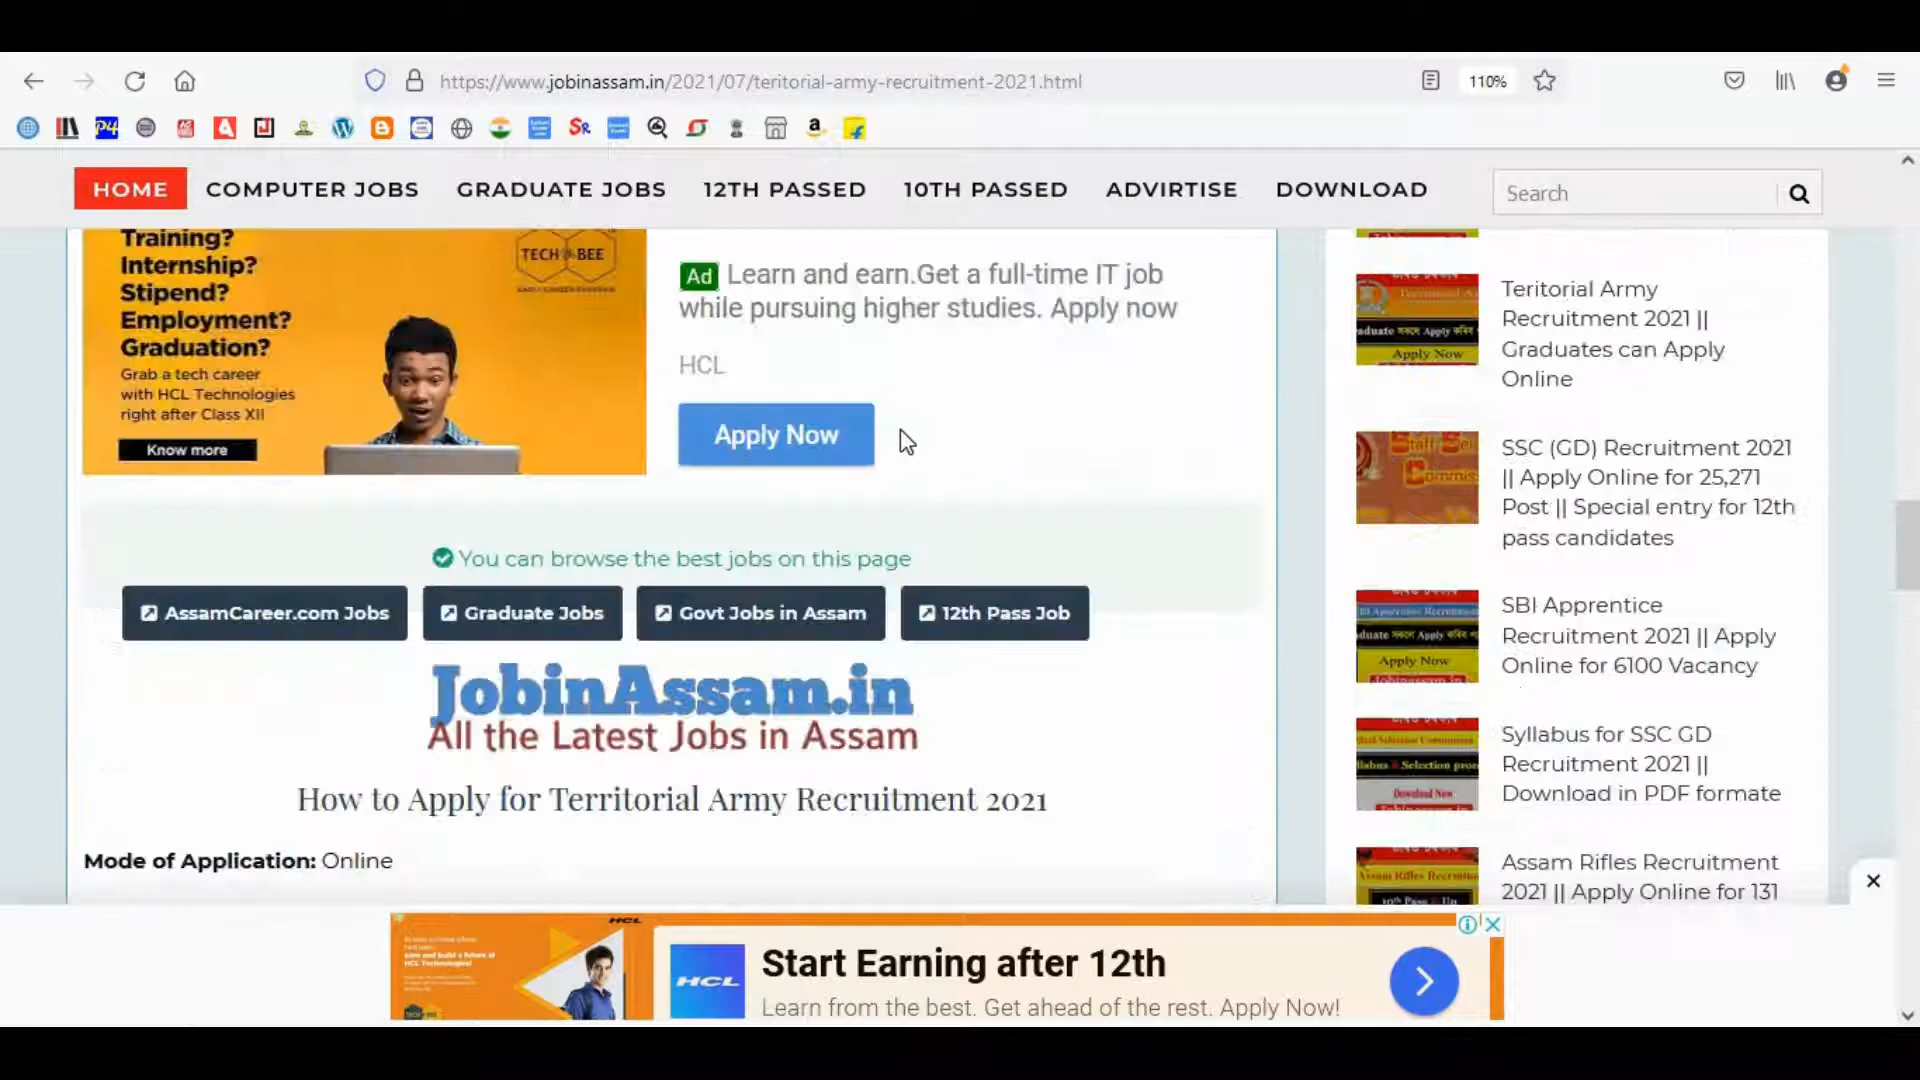 https://www.jobinassam.in/2021/07/teritorial-army-recruitment-2021.html
110%
HOME
COMPUTER JOBS
GRADUATE JOBS
12TH PASSED
10TH PASSED
ADVIRTISE
DOWNLOAD
Search
Training?
Internship?
Stipend?
Employment?
Graduation?
Grab a tech career
with HCL Technologies
right after Class XII
Know more
TECH BEE
Ad Learn and earn.Get a full-time IT job
while pursuing higher studies. Apply now
HCL
Apply Now
You can browse the best jobs on this page
AssamCareer.com Jobs
Graduate Jobs
Govt Jobs in Assam
12th Pass Job
JobinAssam.in
All the Latest Jobs in Assam
How to Apply for Territorial Army Recruitment 2021
Mode of Application: Online
Apply Now
Teritorial Army
Recruitment 2021 ||
Graduates can Apply
Online
SSC (GD) Recruitment 2021
|| Apply Online for 25,271
Post || Special entry for 12th
pass candidates
Apply Now
SBI Apprentice
Recruitment 2021 || Apply
Online for 6100 Vacancy
Download Now
Syllabus for SSC GD
Recruitment 2021 ||
Download in PDF formate
Assam Rifles Recruitment
2021 || Apply Online for 131
HCL
HCL
Start Earning after 12th
Learn from the best. Get ahead of the rest. Apply Now!